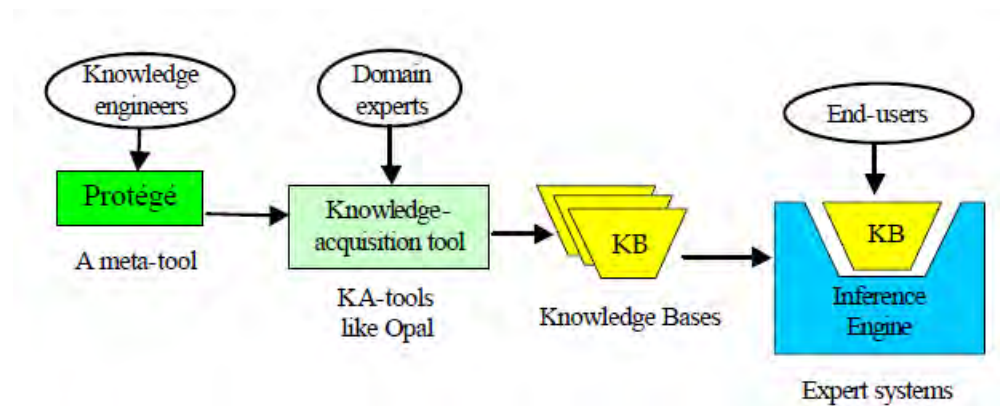 Knowledge
engineers
Domain
experts
End-users
Protégé
Knowledge-
acquisition tool
KB
KB
A meta-tool
KA-tools
like Opal
Knowledge Bases
Inference
Engine
Expert systems